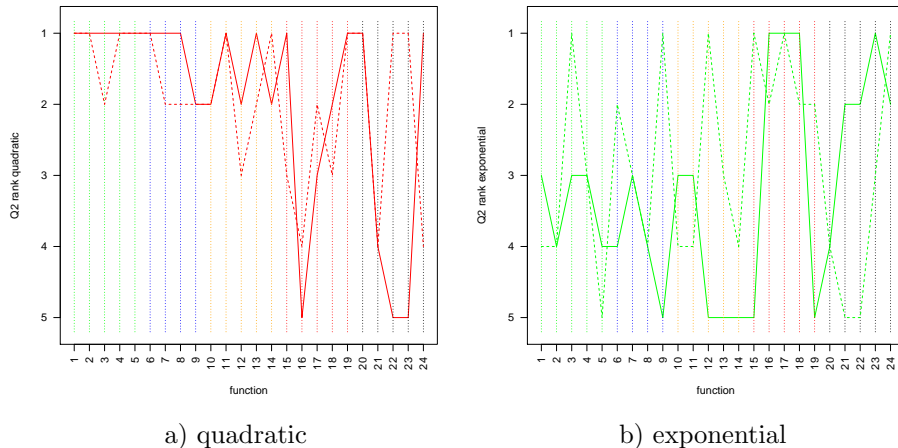 Q2 rank quadratic
1
2
3
4
5
1 2 3 4 5 6 7 8 9 10 11 12 13 14 15 16 17 18 19 20 21 22 23 24
function
a) quadratic
Q2 rank exponential
1
2
3
4
5
1 2 3 4 5 6 7 8 9 10 11 12 13 14 15 16 17 18 19 20 21 22 23 24
function
b) exponential